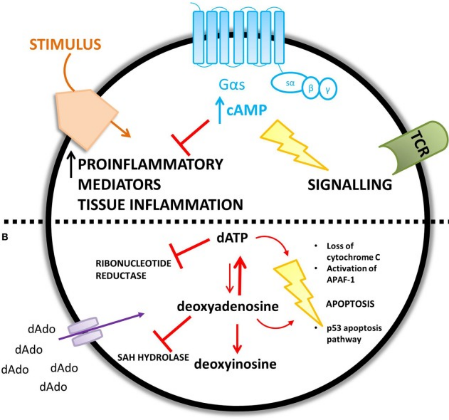 STIMULUS
Gαs
cAMP
sα
β
γ
PROINFLAMMATORY
MEDIATORS
TISSUE INFLAMMATION
SIGNALLING
TCR
B
dATP
RIBONUCLEOTIDE
REDUCTASE
• Loss of
cytochrome C
• Activation of
APAF-1
deoxyadenosine
APOPTOSIS
• p53 apoptosis
pathway
SAH HYDROLASE
deoxyinosine
dAdo
dAdo
dAdo
dAdo
dAdo